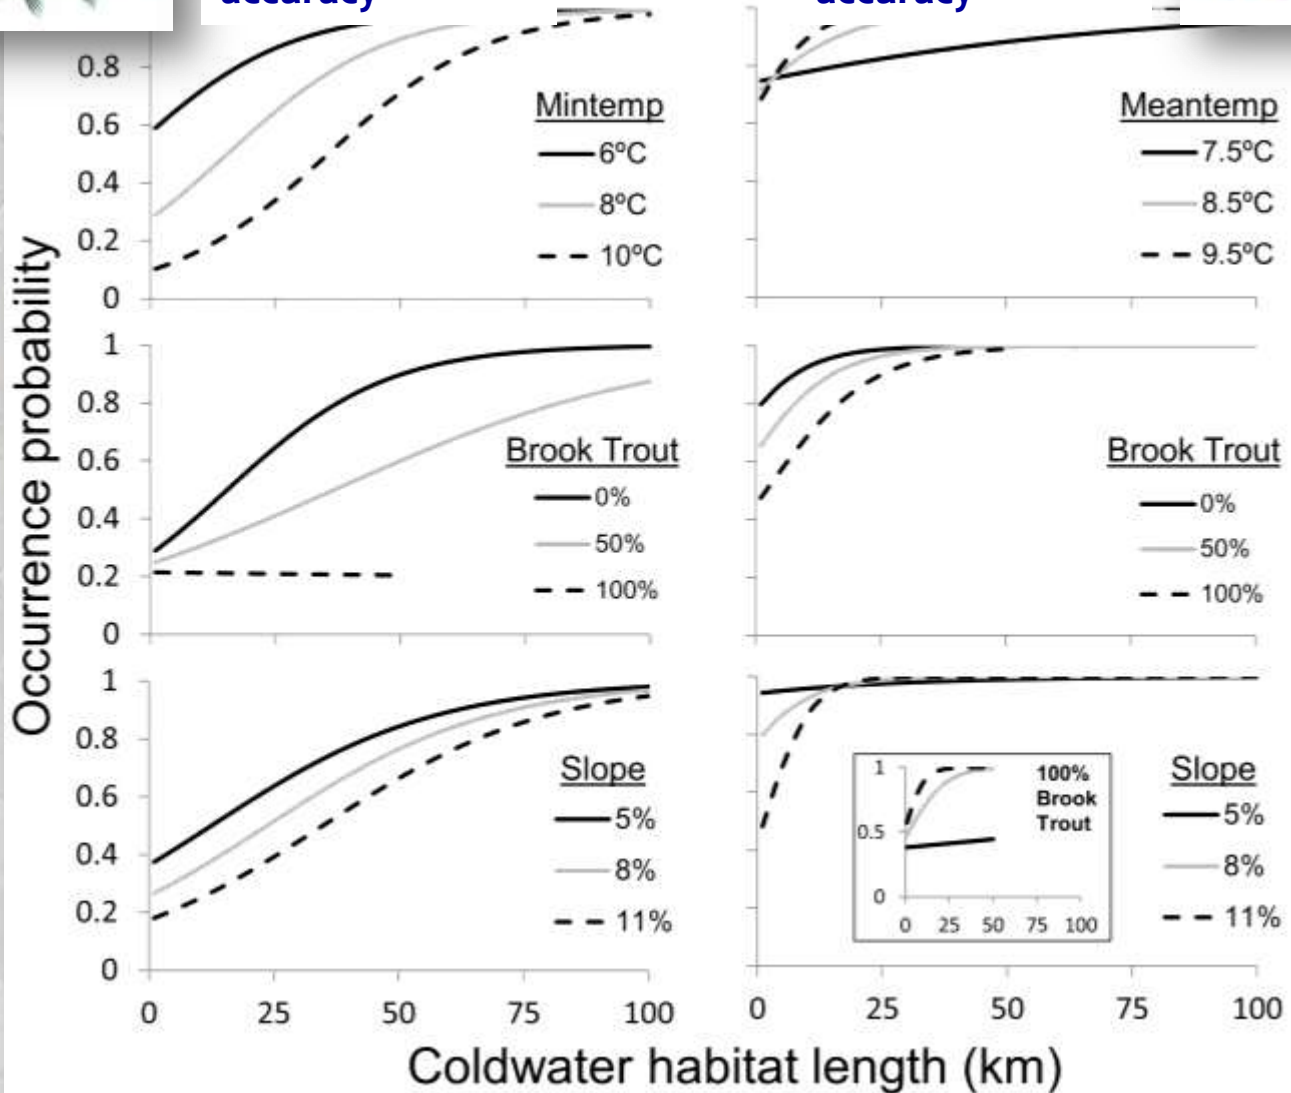 accuracy
accuracy
0.8
0.6
0.4
0.2
0
Mintemp
6ºC
8ºC
10ºC
Meantemp
7.5ºC
8.5ºC
9.5ºC
Occurrence probability
1
0.8
0.6
0.4
0.2
0
Brook Trout
0%
50%
100%
Brook Trout
0%
50%
100%
1
0.8
0.6
0.4
0.2
0
Slope
5%
8%
11%
1
0.5
0
100%
Brook
Trout
0 25 50 75 100
Slope
5%
8%
11%
0 25 50 75 100
0 25 50 75 100
Coldwater habitat length (km)